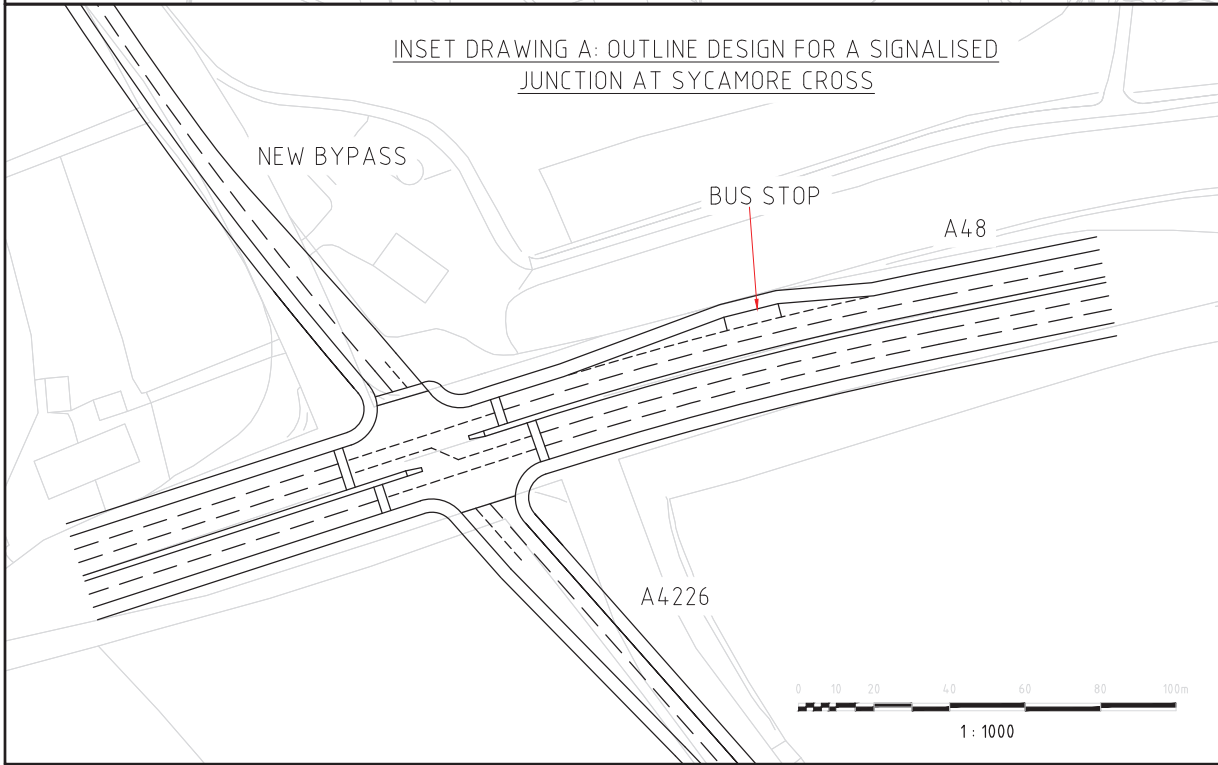 INSET DRAWING A: OUTLINE DESIGN FOR A SIGNALISED
JUNCTION AT SYCAMORE CROSS
NEW BYPASS
BUS STOP
A48
A4226
0 10 20 40 60 80 100m
1 : 1000